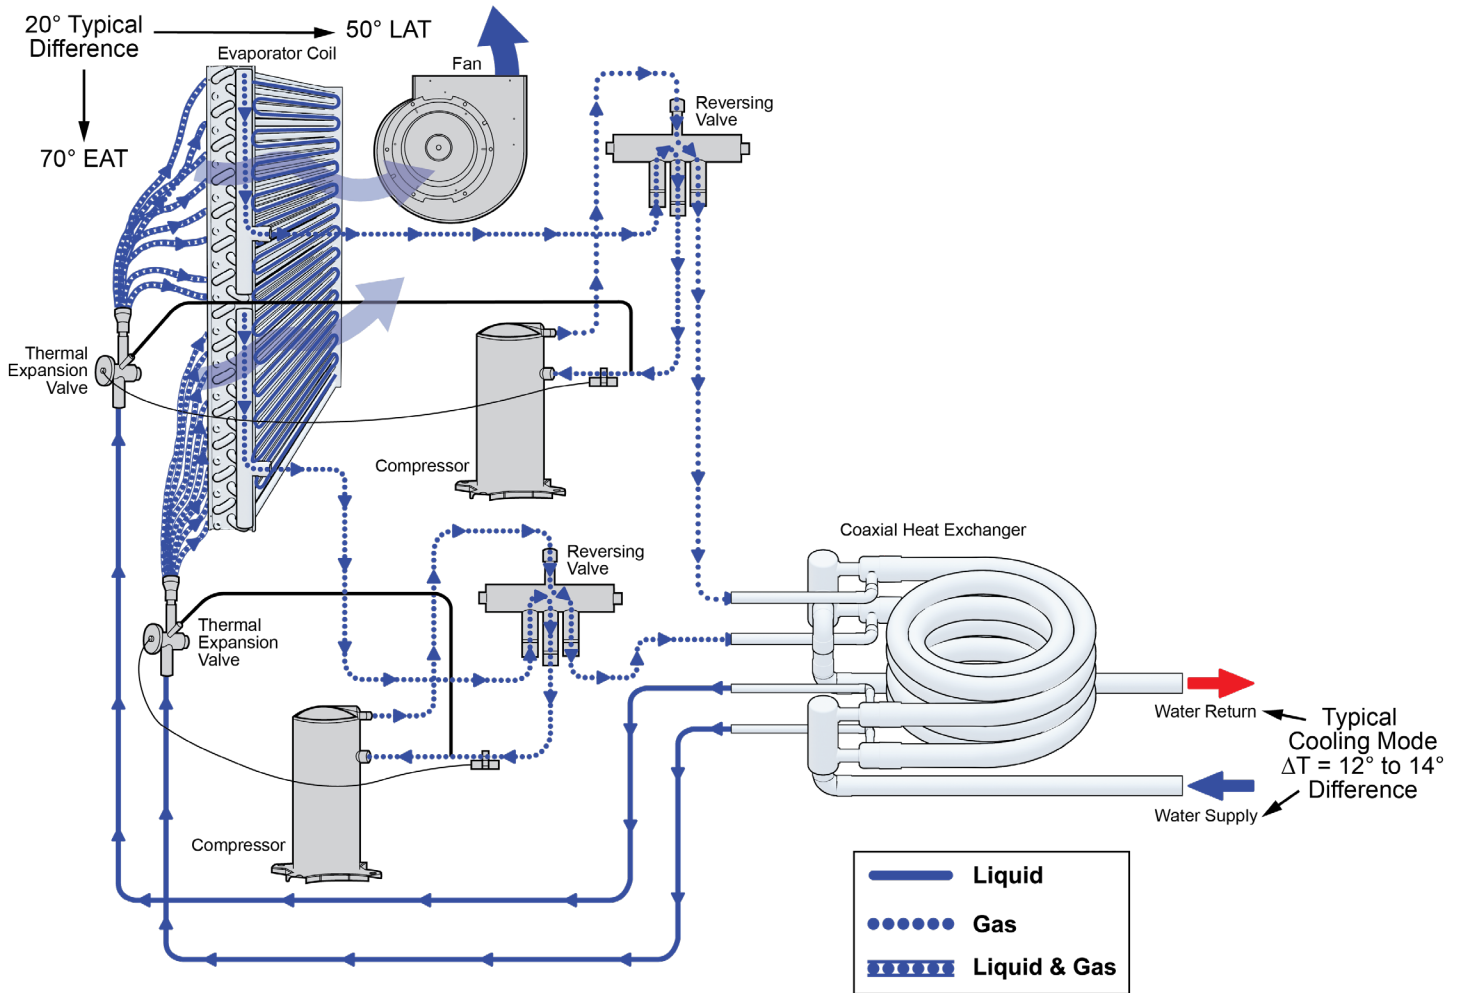 20° Typical
Difference
50° LAT
Evaporator Coil
Fan
70° EAT
Reversing
Valve
Thermal
Expansion
Valve
Compressor
Coaxial Heat Exchanger
Reversing
Valve
Thermal
Expansion
Valve
Water Return
Typical
Cooling Mode
ΔT = 12° to 14°
Difference
Water Supply
Compressor
Liquid
Gas
Liquid & Gas